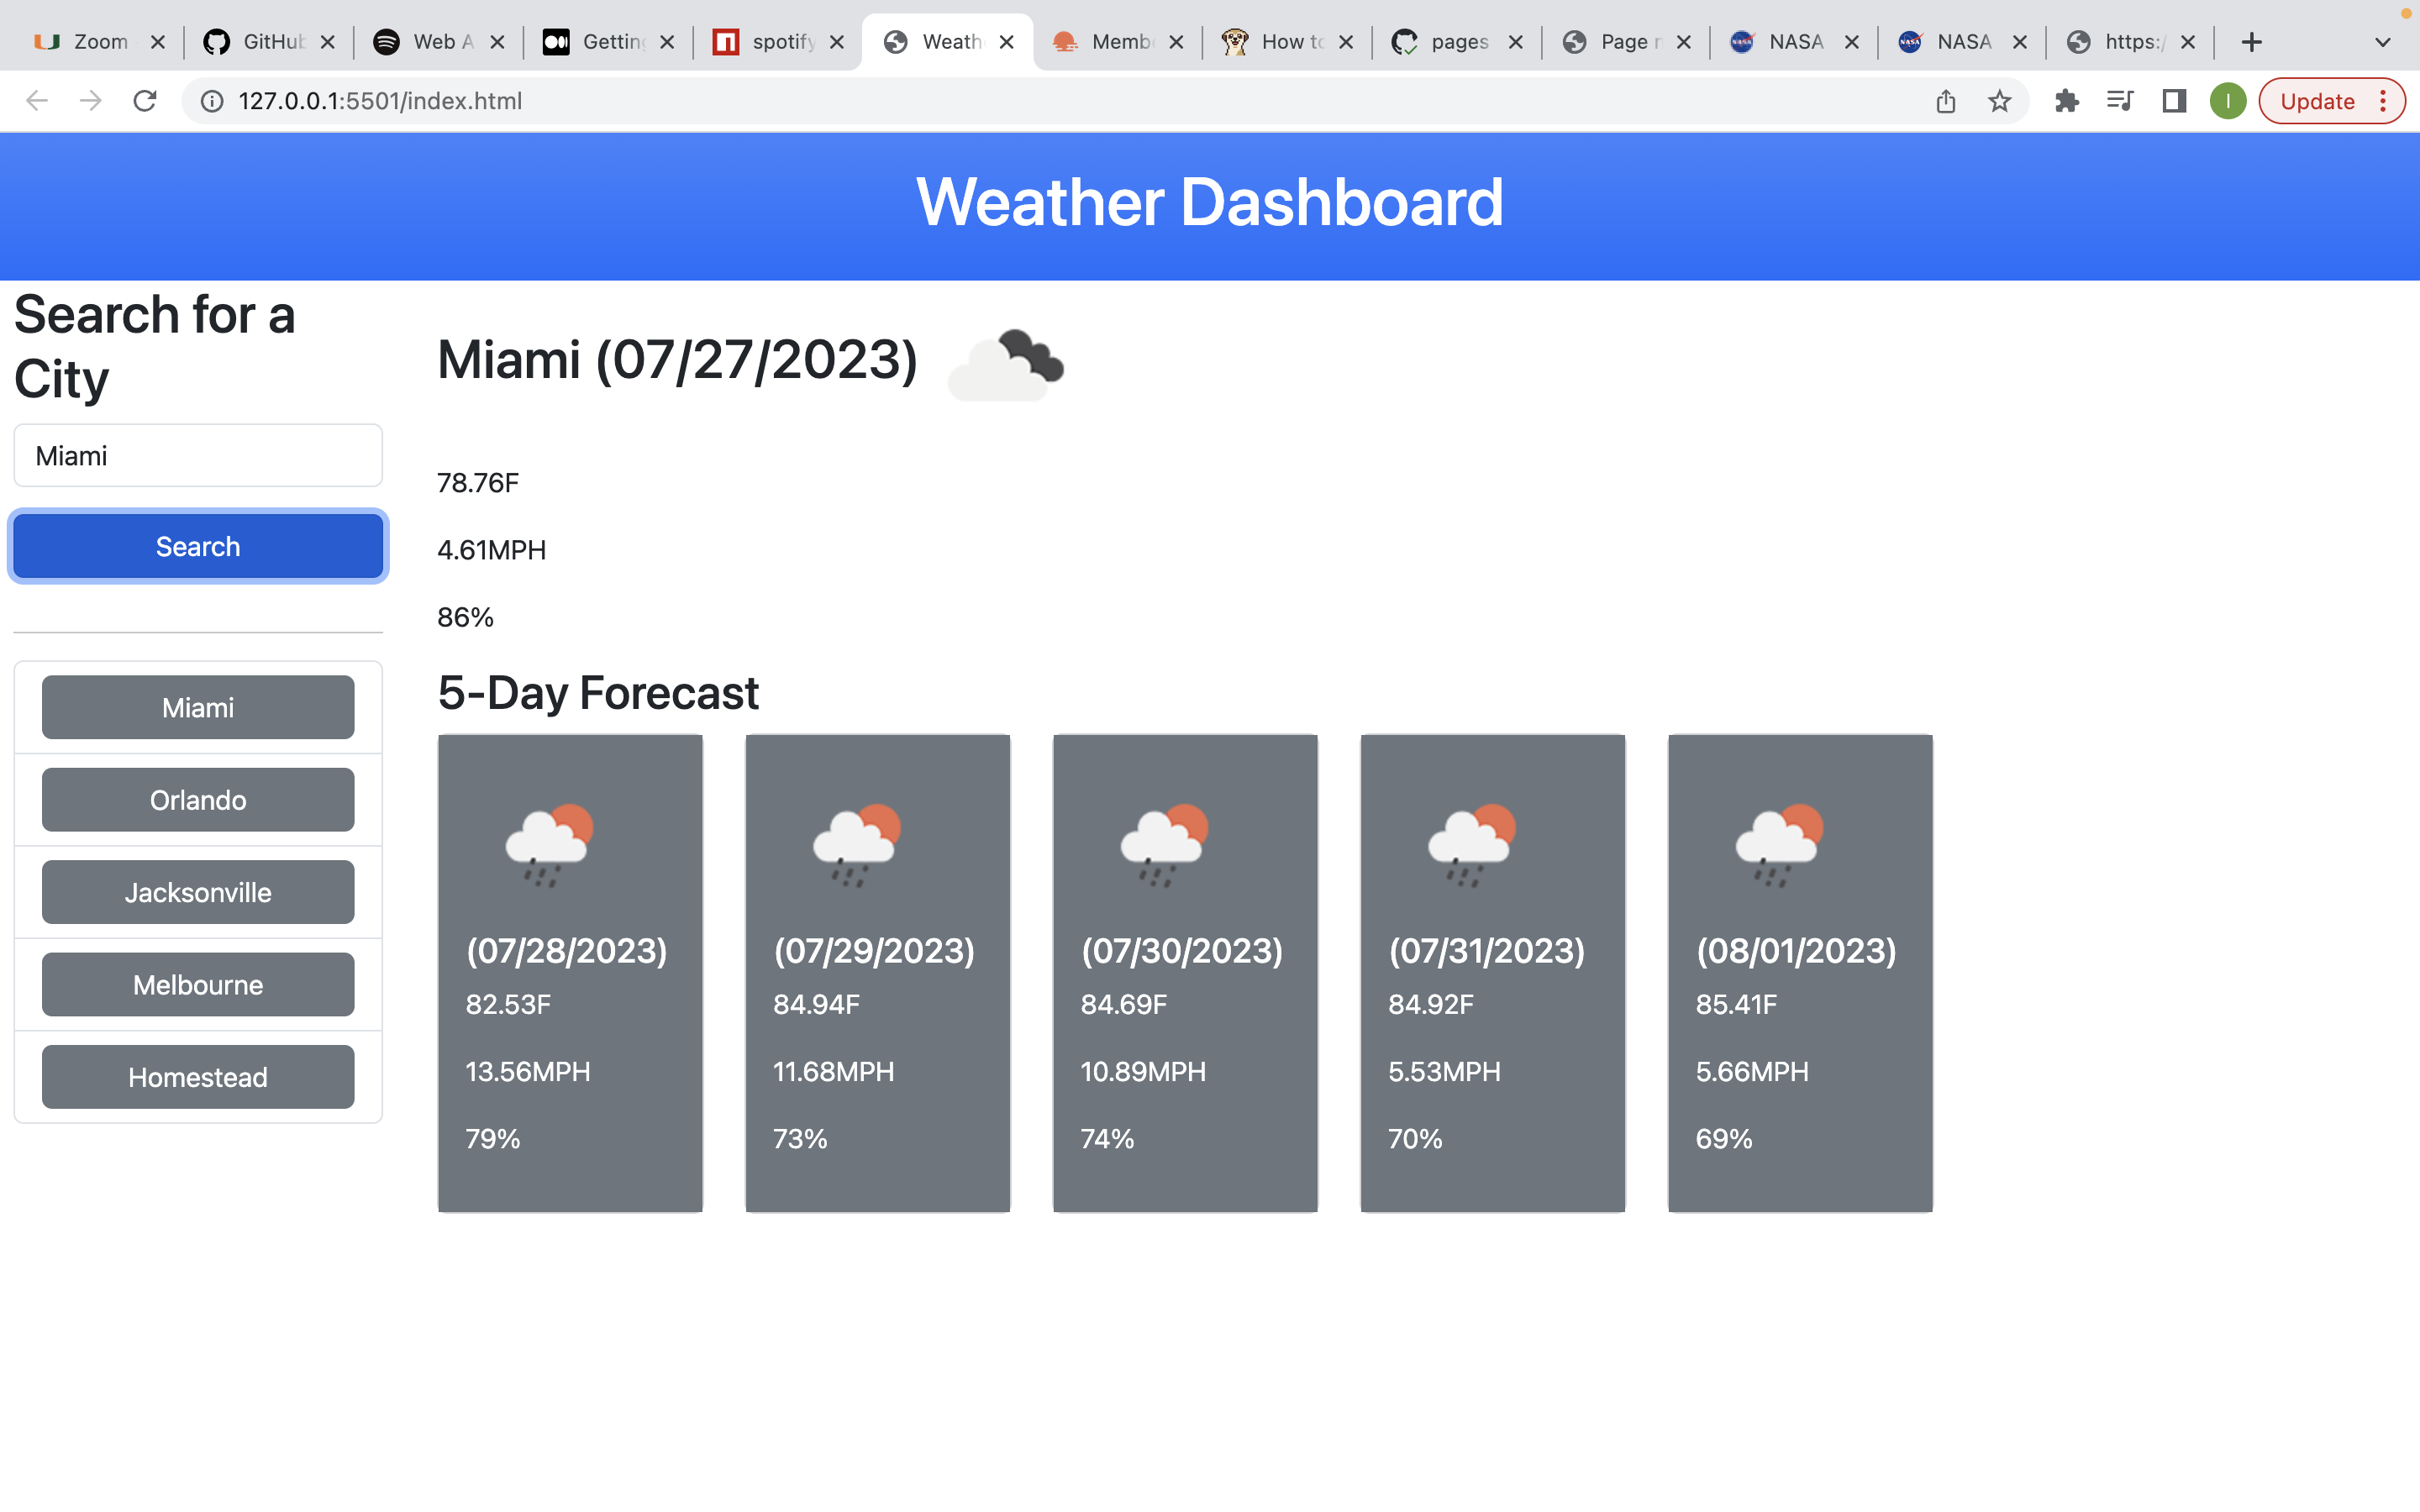 Zoom
GitHub
Web A
Getting
spotify
Weath
Membe
How to
pages
Page n
NASA
NASA
https:/
127.0.0.1:5501/index.html
Update
Weather Dashboard
Search for a
City
Miami
Search
Miami
Orlando
Jacksonville
Melbourne
Homestead
Miami (07/27/2023)
78.76F
4.61MPH
86%
5-Day Forecast
(07/28/2023)
82.53F
13.56MPH
79%
(07/29/2023)
84.94F
11.68MPH
73%
(07/30/2023)
84.69F
10.89MPH
74%
(07/31/2023)
84.92F
5.53MPH
70%
(08/01/2023)
85.41F
5.66MPH
69%